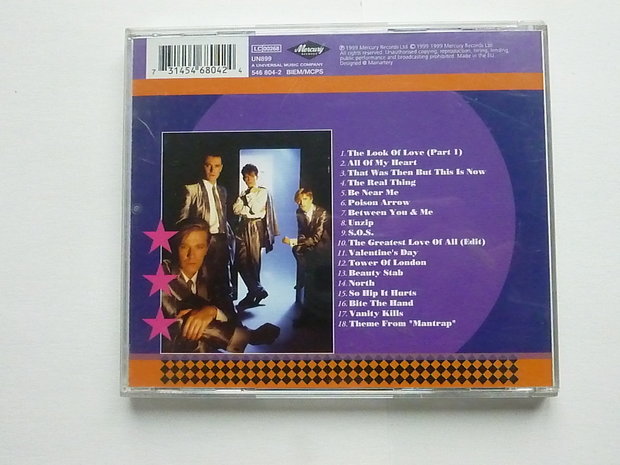 7 31454 68042 4
LC 00268
UN899
A UNIVERSAL MUSIC COMPANY
546 604-2 BIEM/MCPS
Mercury
RECORDS
℗ 1999 Mercury Records Ltd. © 1999 1999 Mercury Records Ltd.
All rights reserved. Unauthorised copying, reproduction, hiring, lending,
public performance and broadcasting prohibited. Made in the EU.
Designed @ Mainartery
1. The Look Of Love (Part 1)
2. All Of My Heart
3. That Was Then But This Is Now
4. The Real Thing
5. Be Near Me
6. Poison Arrow
7. Between You & Me
8. Unzip
9. S.O.S.
10. The Greatest Love Of All (Edit)
11. Valentine's Day
12. Tower Of London
13. Beauty Stab
14. North
15. So Hip It Hurts
16. Bite The Hand
17. Vanity Kills
18. Theme From "Mantrap"